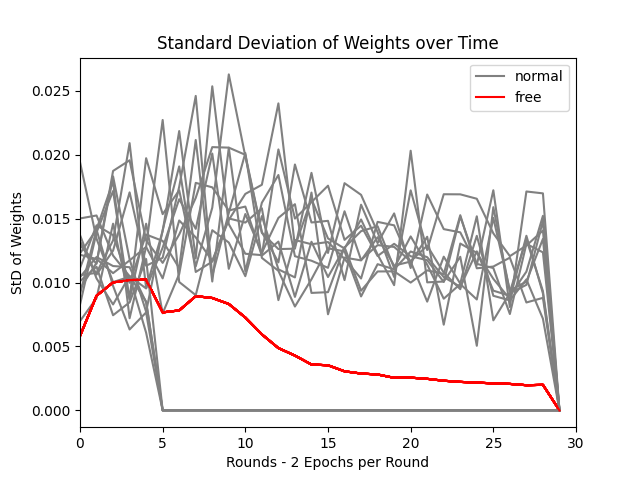 Standard Deviation of Weights over Time
normal
free
StD of Weights
0.025
0.020
0.015
0.010
0.005
0.000
0 5 10 15 20 25 30
Rounds - 2 Epochs per Round